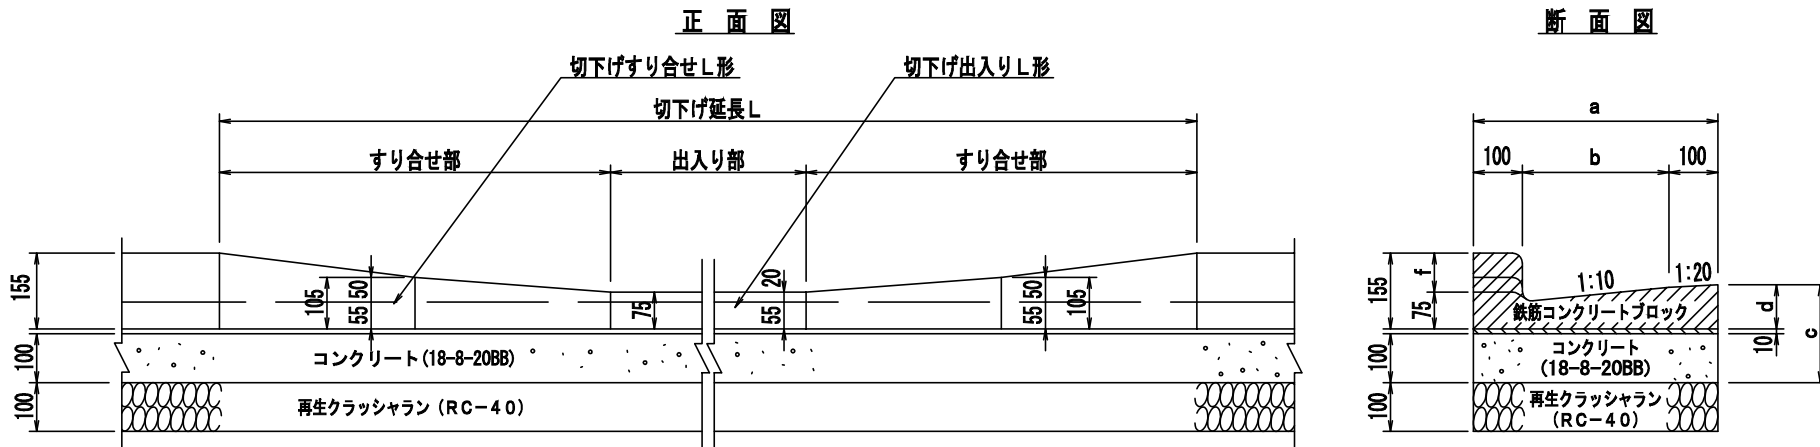 正面図
断面図
切下げすり合せL形
切下げ出入りL形
切下げ延長L
a
すり合せ部
出入り部
すり合せ部
100
b
100
155
105
50
55
75
20
55
50
55
105
155
f
75
1:10
1:20
鉄筋コンクリートブロック
d
c
10
100
コンクリート(18-8-20BB)
100
コンクリート
(18-8-20BB)
100
再生クラッシャラン(RC-40)
100
再生クラッシャラン
(RC-40)